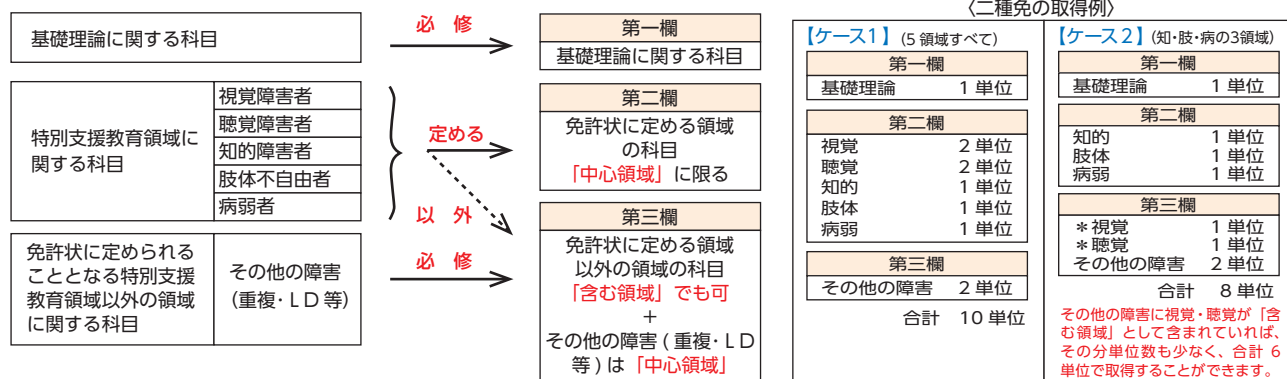 基礎理論に関する科目
特別支援教育領域に
関する科目
視覚障害者
聴覚障害者
知的障害者
肢体不自由者
病弱者
免許状に定められる
こととなる特別支援
教育領域以外の領域
に関する科目
その他の障害
（重複・ＬＤ等）
必　修
定める
以　外
必　修
第一欄
基礎理論に関する科目
第二欄
免許状に定める領域
の科目
「中心領域」に限る
第三欄
免許状に定める領域
以外の領域の科目
「含む領域」でも可
＋
その他の障害（重複・ＬＤ
等）は「中心領域」
〈二種免の取得例〉
【ケース1】（5 領域すべて）
第一欄
基礎理論　1 単位
第二欄
視覚　2 単位
聴覚　2 単位
知的　1 単位
肢体　1 単位
病弱　1 単位
第三欄
その他の障害　2 単位
合計　10 単位
【ケース２】（知・肢・病の3領域）
第一欄
基礎理論　1 単位
第二欄
知的　1 単位
肢体　1 単位
病弱　1 単位
第三欄
＊視覚　1 単位
＊聴覚　1 単位
その他の障害　2 単位
合計　8 単位
その他の障害に視覚・聴覚が「含
む領域」として含まれていれば、
その分単位数も少なく、合計 6
単位で取得することができます。